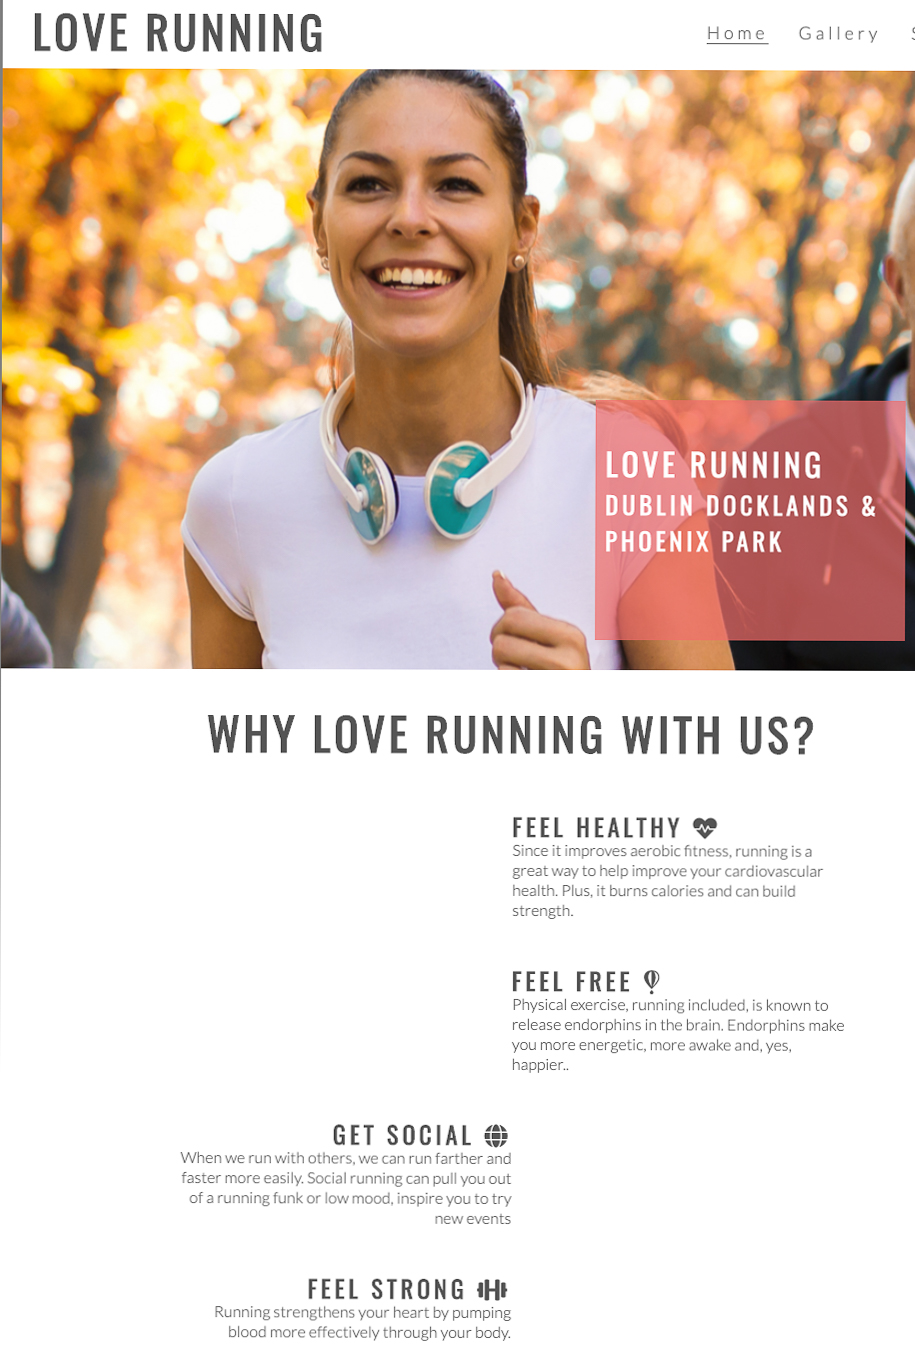 LOVE RUNNING
Home Gallery
LOVE RUNNING
DUBLIN DOCKLANDS &
PHOENIX PARK
WHY LOVE RUNNING WITH US?
FEEL HEALTHY
Since it improves aerobic fitness, running is a
great way to help improve your cardiovascular
health. Plus, it burns calories and can build
strength.
FEEL FREE
Physical exercise, running included, is known to
release endorphins in the brain. Endorphins make
you more energetic, more awake and, yes,
happier..
GET SOCIAL
When we run with others, we can run farther and
faster more easily. Social running can pull you out
of a running funk or low mood, inspire you to try
new events
FEEL STRONG
Running strengthens your heart by pumping
blood more effectively through your body.